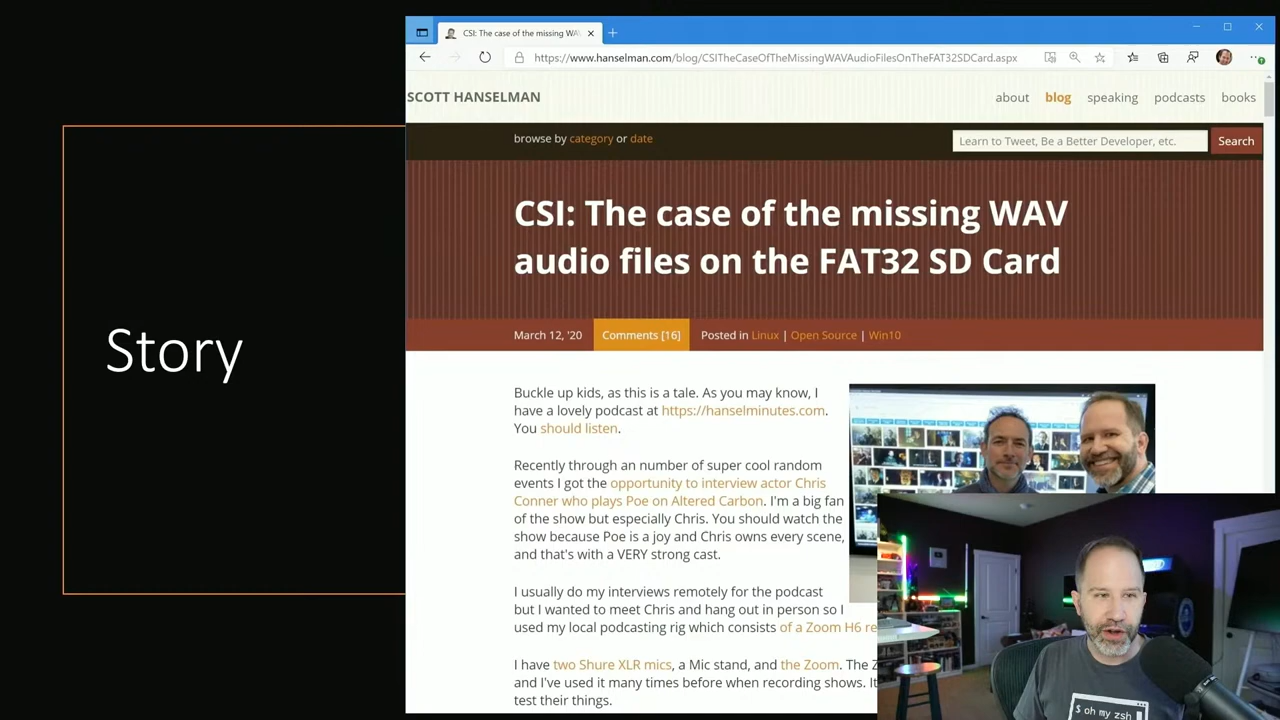 CSI: The case of the missing WAV
https://www.hanselman.com/blog/CSITheCaseOfTheMissingWAVAudioFilesOnTheFAT32SDCard.aspx
SCOTT HANSELMAN
about blog speaking podcasts books
browse by category or date
Learn to Tweet, Be a Better Developer, etc.
Search
CSI: The case of the missing WAV
audio files on the FAT32 SD Card
March 12, '20 Comments [16] Posted in Linux | Open Source | Win10
Story
Buckle up kids, as this is a tale. As you may know, I
have a lovely podcast at https://hanselminutes.com.
You should listen.
Recently through an number of super cool random
events I got the opportunity to interview actor Chris
Conner who plays Poe on Altered Carbon. I'm a big fan
of the show but especially Chris. You should watch the
show because Poe is a joy and Chris owns every scene,
and that's with a VERY strong cast.
I usually do my interviews remotely for the podcast
but I wanted to meet Chris and hang out in person so I
used my local podcasting rig which consists of a Zoom H6 re
I have two Shure XLR mics, a Mic stand, and the Zoom. The Z
and I've used it many times before when recording shows. It
test their things.
$ oh my zsh